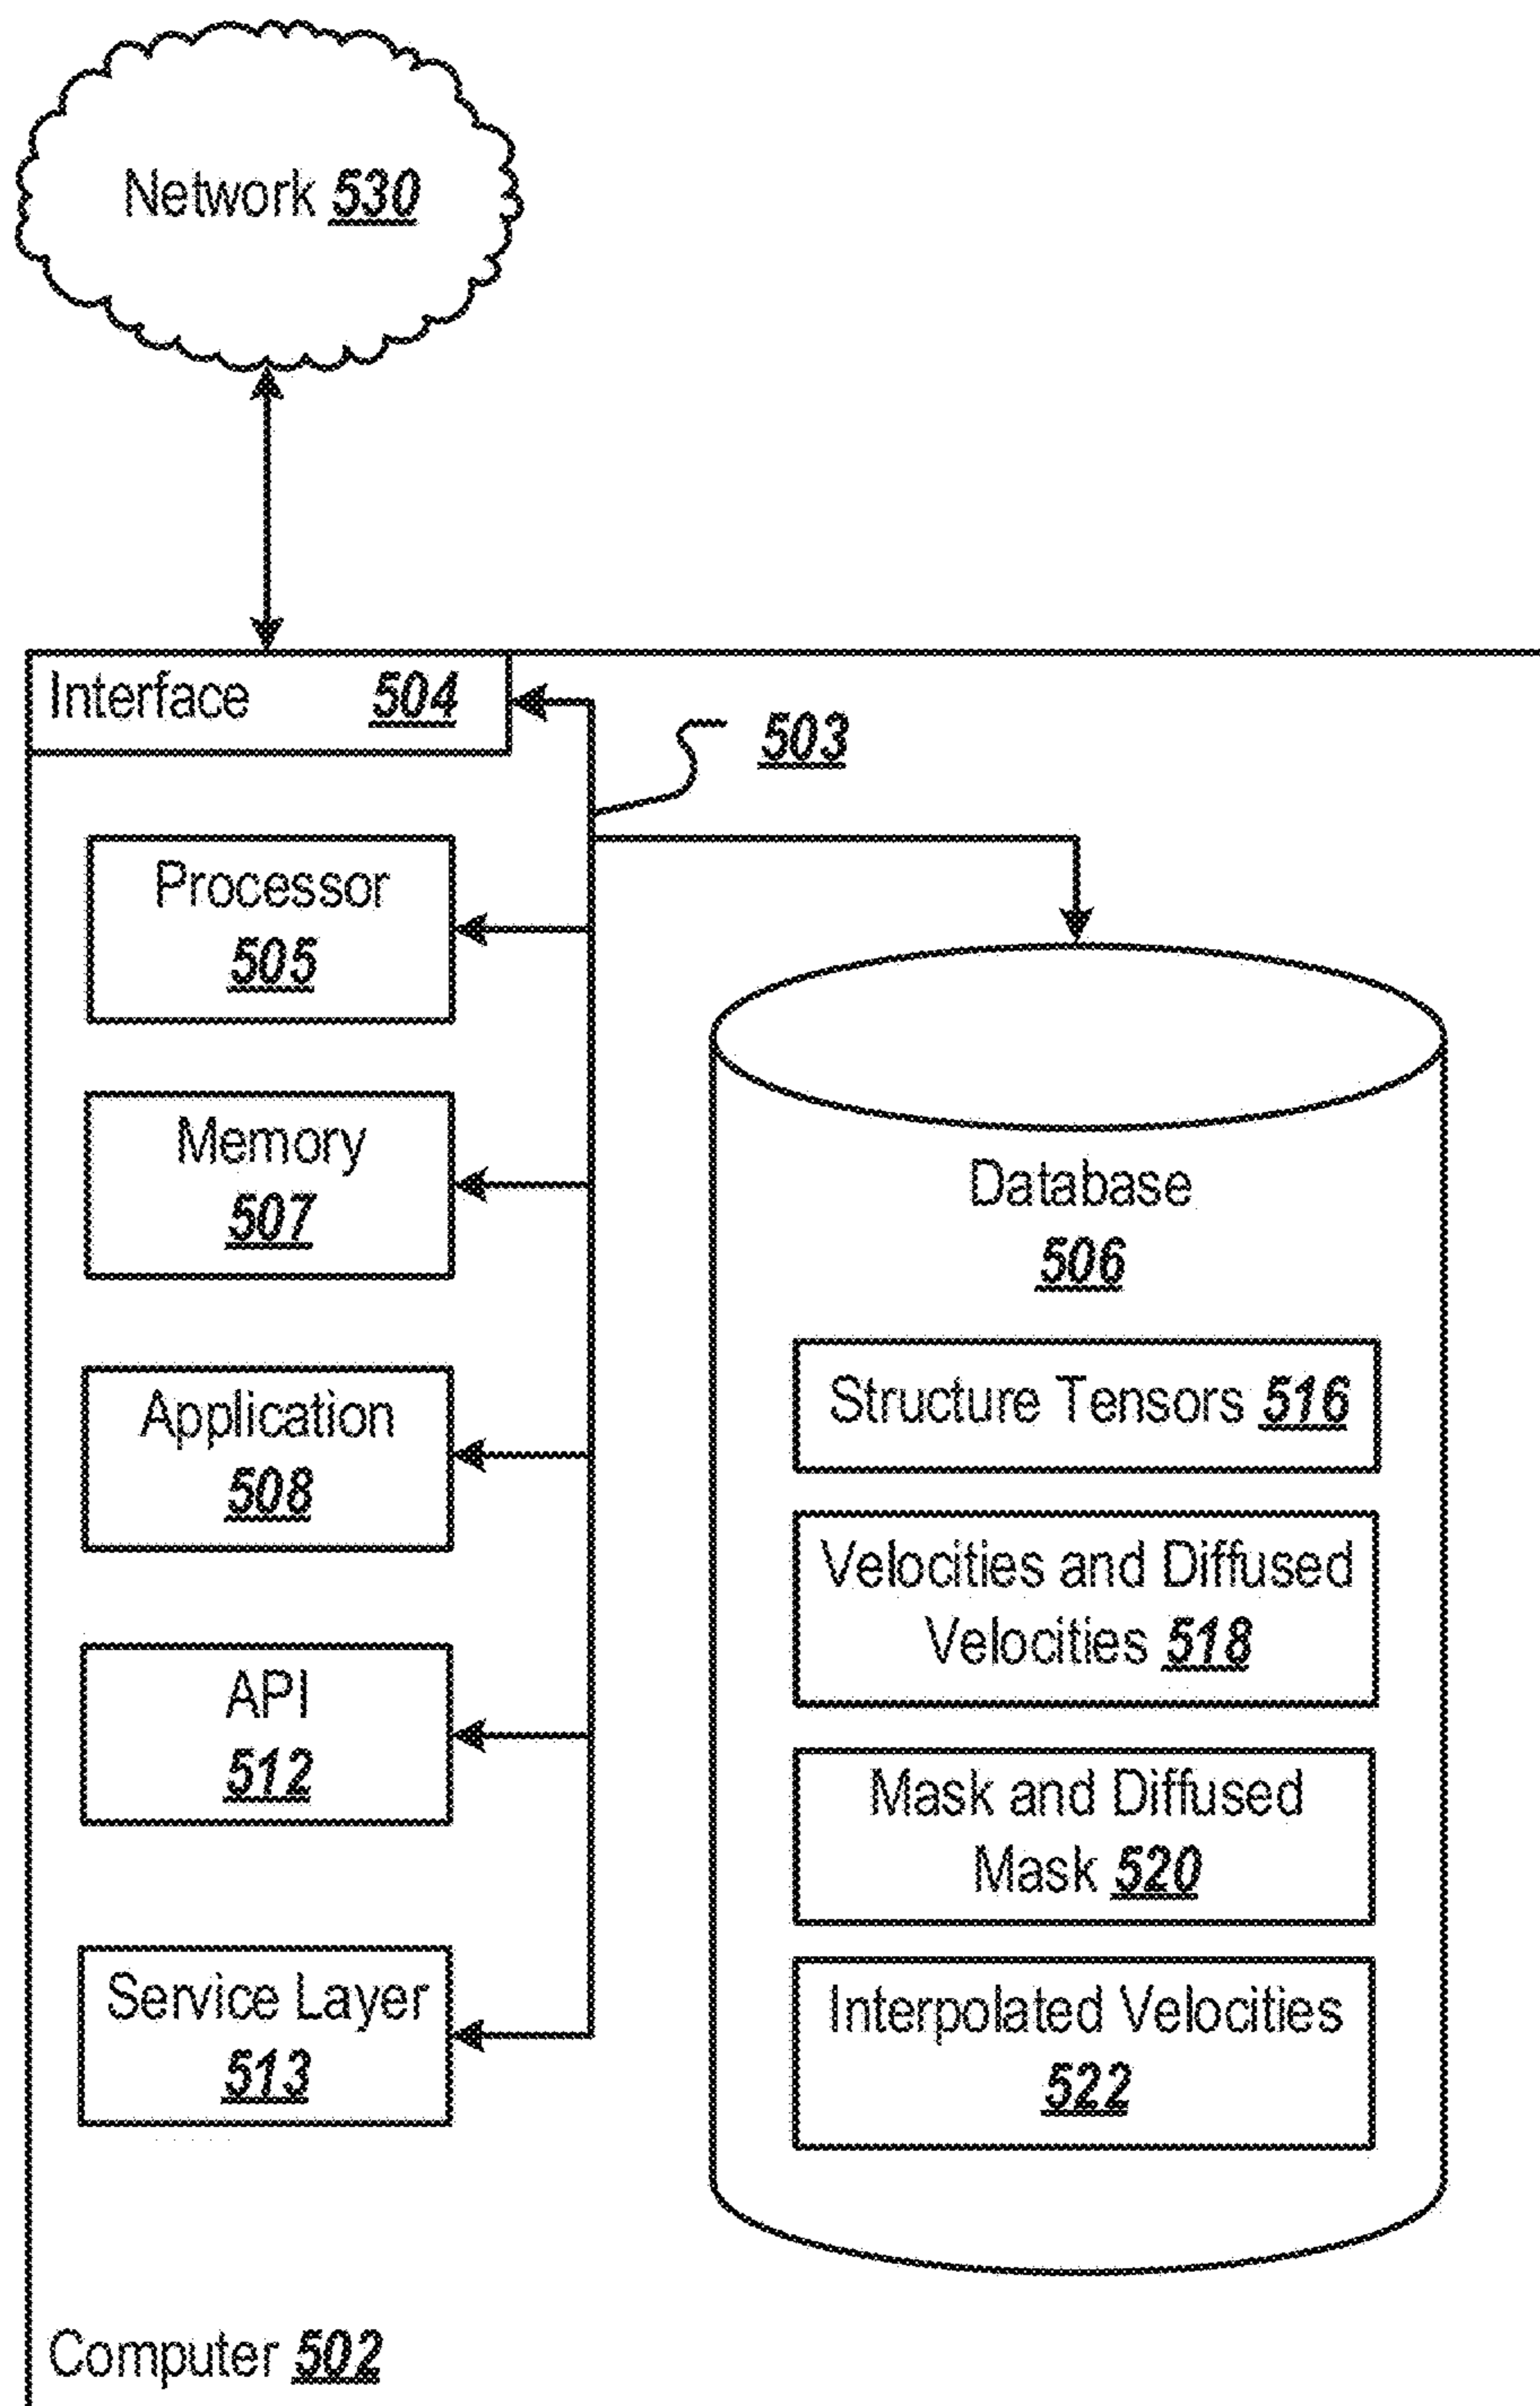 Network 530
Interface 504
503
Processor
505
Memory
507
Application
508
API
512
Service Layer
513
Database
506
Structure Tensors 516
Velocities and Diffused
Velocities 518
Mask and Diffused
Mask 520
Interpolated Velocities
522
Computer 502